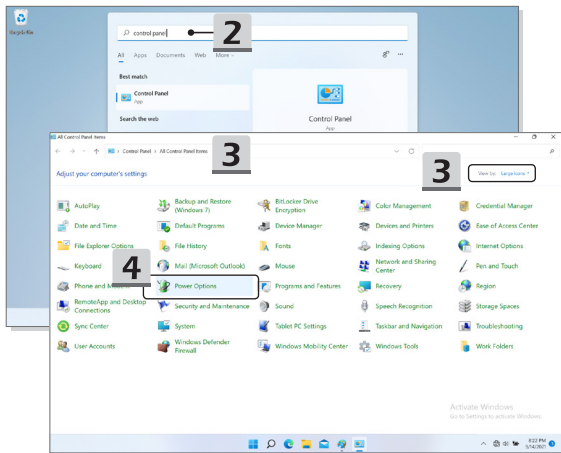 Recycle Bin
control panel
2
All Apps Documents Web More
Best match
Control Panel
App
Search the web
Control Panel
App
All Control Panel Items
Control Panel › All Control Panel Items
3
3
Adjust your computer's settings
View by: Large icons
AutoPlay
Backup and Restore
(Windows 7)
BitLocker Drive
Encryption
Color Management
Credential Manager
Date and Time
Default Programs
Device Manager
Devices and Printers
Ease of Access Center
File Explorer Options
File History
Fonts
Indexing Options
Internet Options
Keyboard
Mail (Microsoft Outlook)
Mouse
Network and Sharing
Center
Pen and Touch
4
Phone and M
Power Options
Programs and Features
Recovery
Region
RemoteApp and Desktop
Connections
Security and Maintenance
Sound
Speech Recognition
Storage Spaces
Sync Center
System
Tablet PC Settings
Taskbar and Navigation
Troubleshooting
User Accounts
Windows Defender
Firewall
Windows Mobility Center
Windows Tools
Work Folders
Activate Windows
Go to Settings to activate Windows.
8:22 PM
9/14/2021